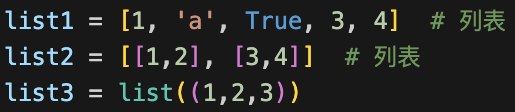 list1 = [1, 'a', True, 3, 4]  # 列表
list2 = [[1,2], [3,4]]  # 列表
list3 = list((1,2,3))